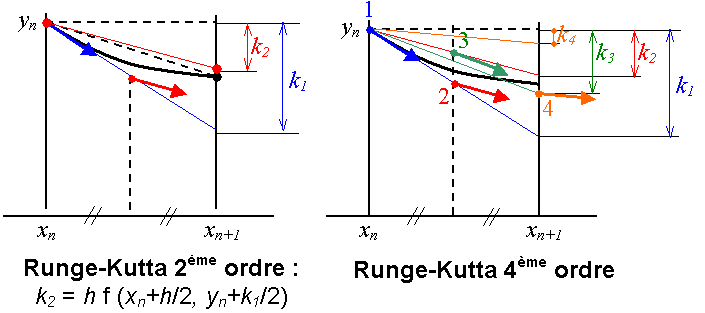 yₙ
k₂
k₁
xₙ
xₙ₊₁
Runge-Kutta 2ème ordre :
k₂ = h f (xₙ+h/2, yₙ+k₁/2)
1
yₙ
3
k₄
k₃
k₂
k₁
2
4
xₙ
xₙ₊₁
Runge-Kutta 4ème ordre